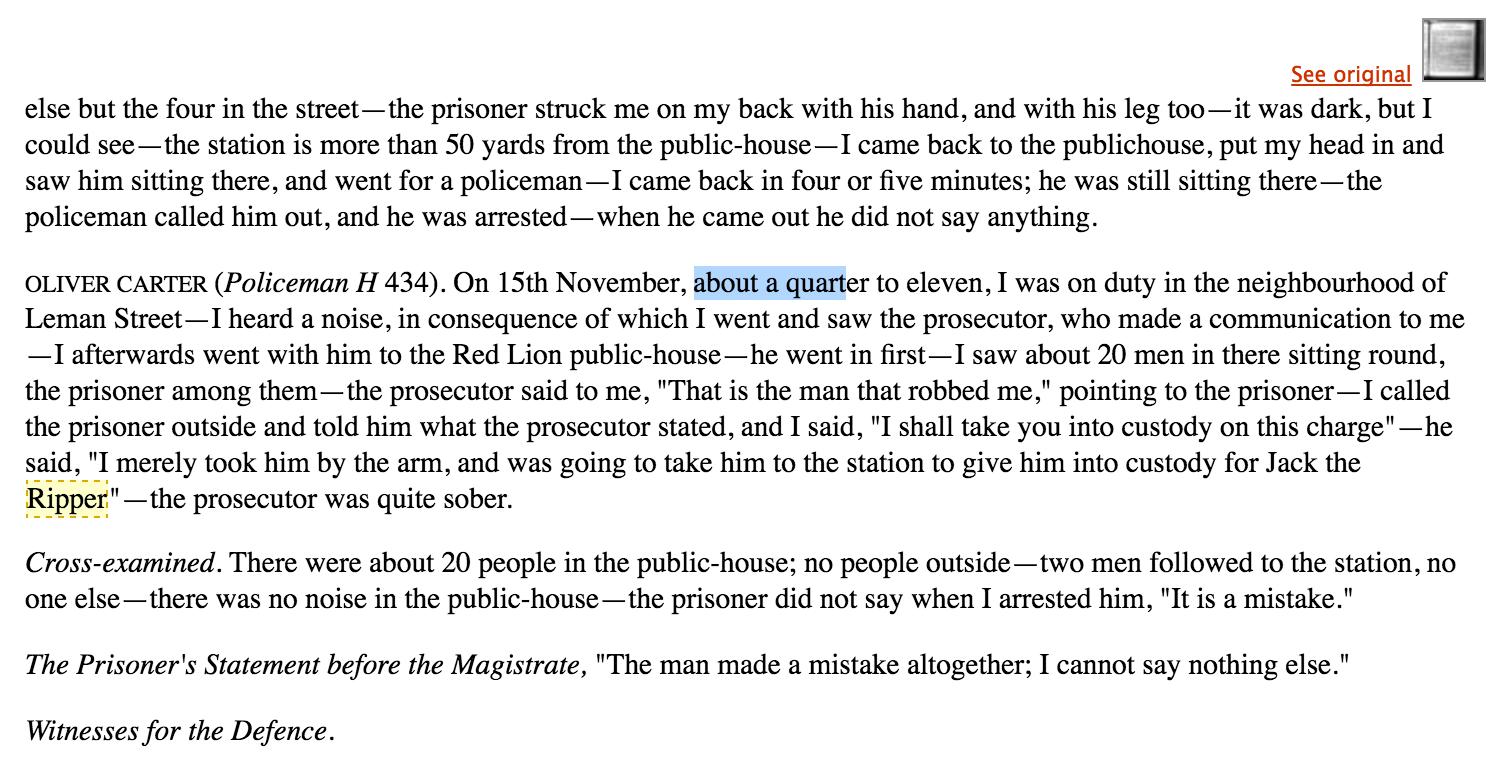 See original
else but the four in the street—the prisoner struck me on my back with his hand, and with his leg too—it was dark, but I
could see—the station is more than 50 yards from the public-house—I came back to the publichouse, put my head in and
saw him sitting there, and went for a policeman—I came back in four or five minutes; he was still sitting there—the
policeman called him out, and he was arrested—when he came out he did not say anything.
OLIVER CARTER (Policeman H 434). On 15th November, about a quarter to eleven, I was on duty in the neighbourhood of
Leman Street—I heard a noise, in consequence of which I went and saw the prosecutor, who made a communication to me
—I afterwards went with him to the Red Lion public-house—he went in first—I saw about 20 men in there sitting round,
the prisoner among them—the prosecutor said to me, "That is the man that robbed me," pointing to the prisoner—I called
the prisoner outside and told him what the prosecutor stated, and I said, "I shall take you into custody on this charge"—he
said, "I merely took him by the arm, and was going to take him to the station to give him into custody for Jack the
Ripper"—the prosecutor was quite sober.
Cross-examined. There were about 20 people in the public-house; no people outside—two men followed to the station, no
one else—there was no noise in the public-house—the prisoner did not say when I arrested him, "It is a mistake."
The Prisoner's Statement before the Magistrate, "The man made a mistake altogether; I cannot say nothing else."
Witnesses for the Defence.